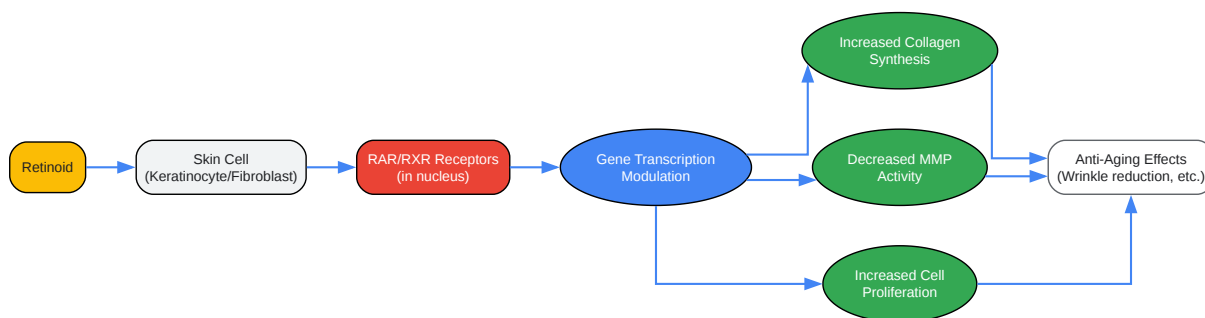 Retinoid
Skin Cell
(Keratinocyte/Fibroblast)
RAR/RXR Receptors
(in nucleus)
Gene Transcription
Modulation
Increased Collagen
Synthesis
Decreased MMP
Activity
Increased Cell
Proliferation
Anti-Aging Effects
(Wrinkle reduction, etc.)